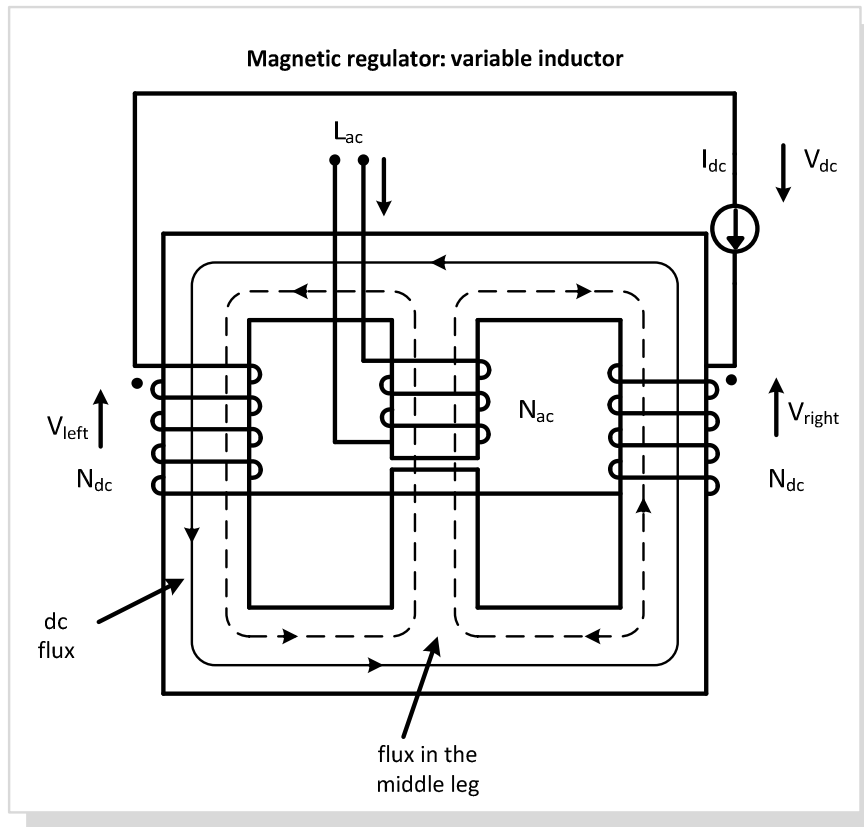 Magnetic regulator: variable inductor
Lac
Idc
Vdc
Vleft
Ndc
Nac
Vright
Ndc
dc
flux
flux in the
middle leg